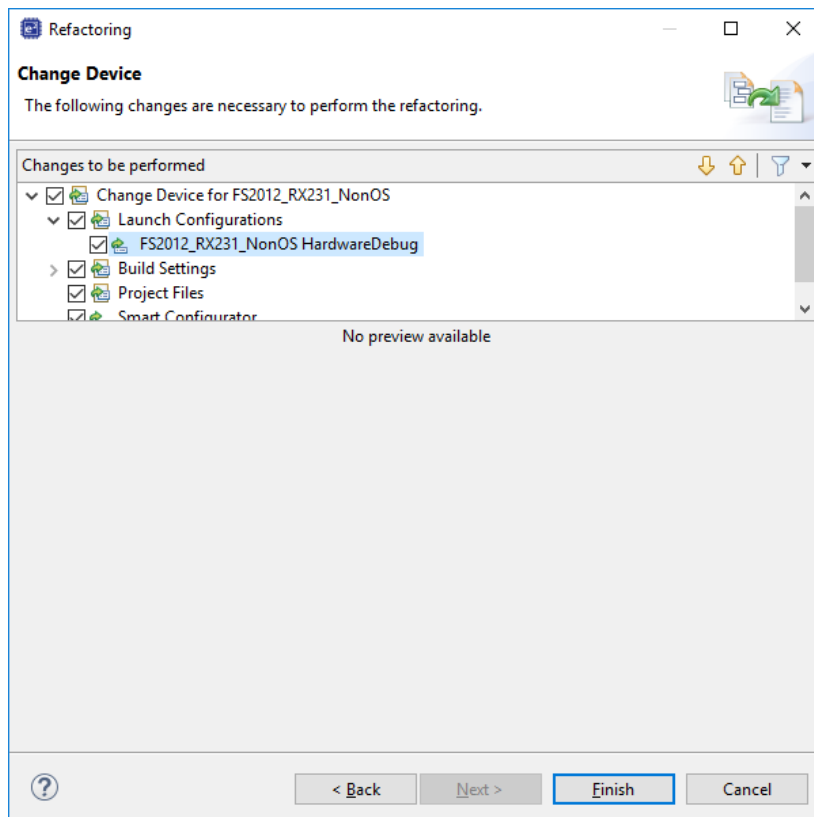 Refactoring
Change Device
The following changes are necessary to perform the refactoring.
Changes to be performed
Change Device for FS2012_RX231_NonOS
Launch Configurations
FS2012_RX231_NonOS HardwareDebug
Build Settings
Project Files
Smart Configurator
No preview available
?
< Back
Next >
Finish
Cancel